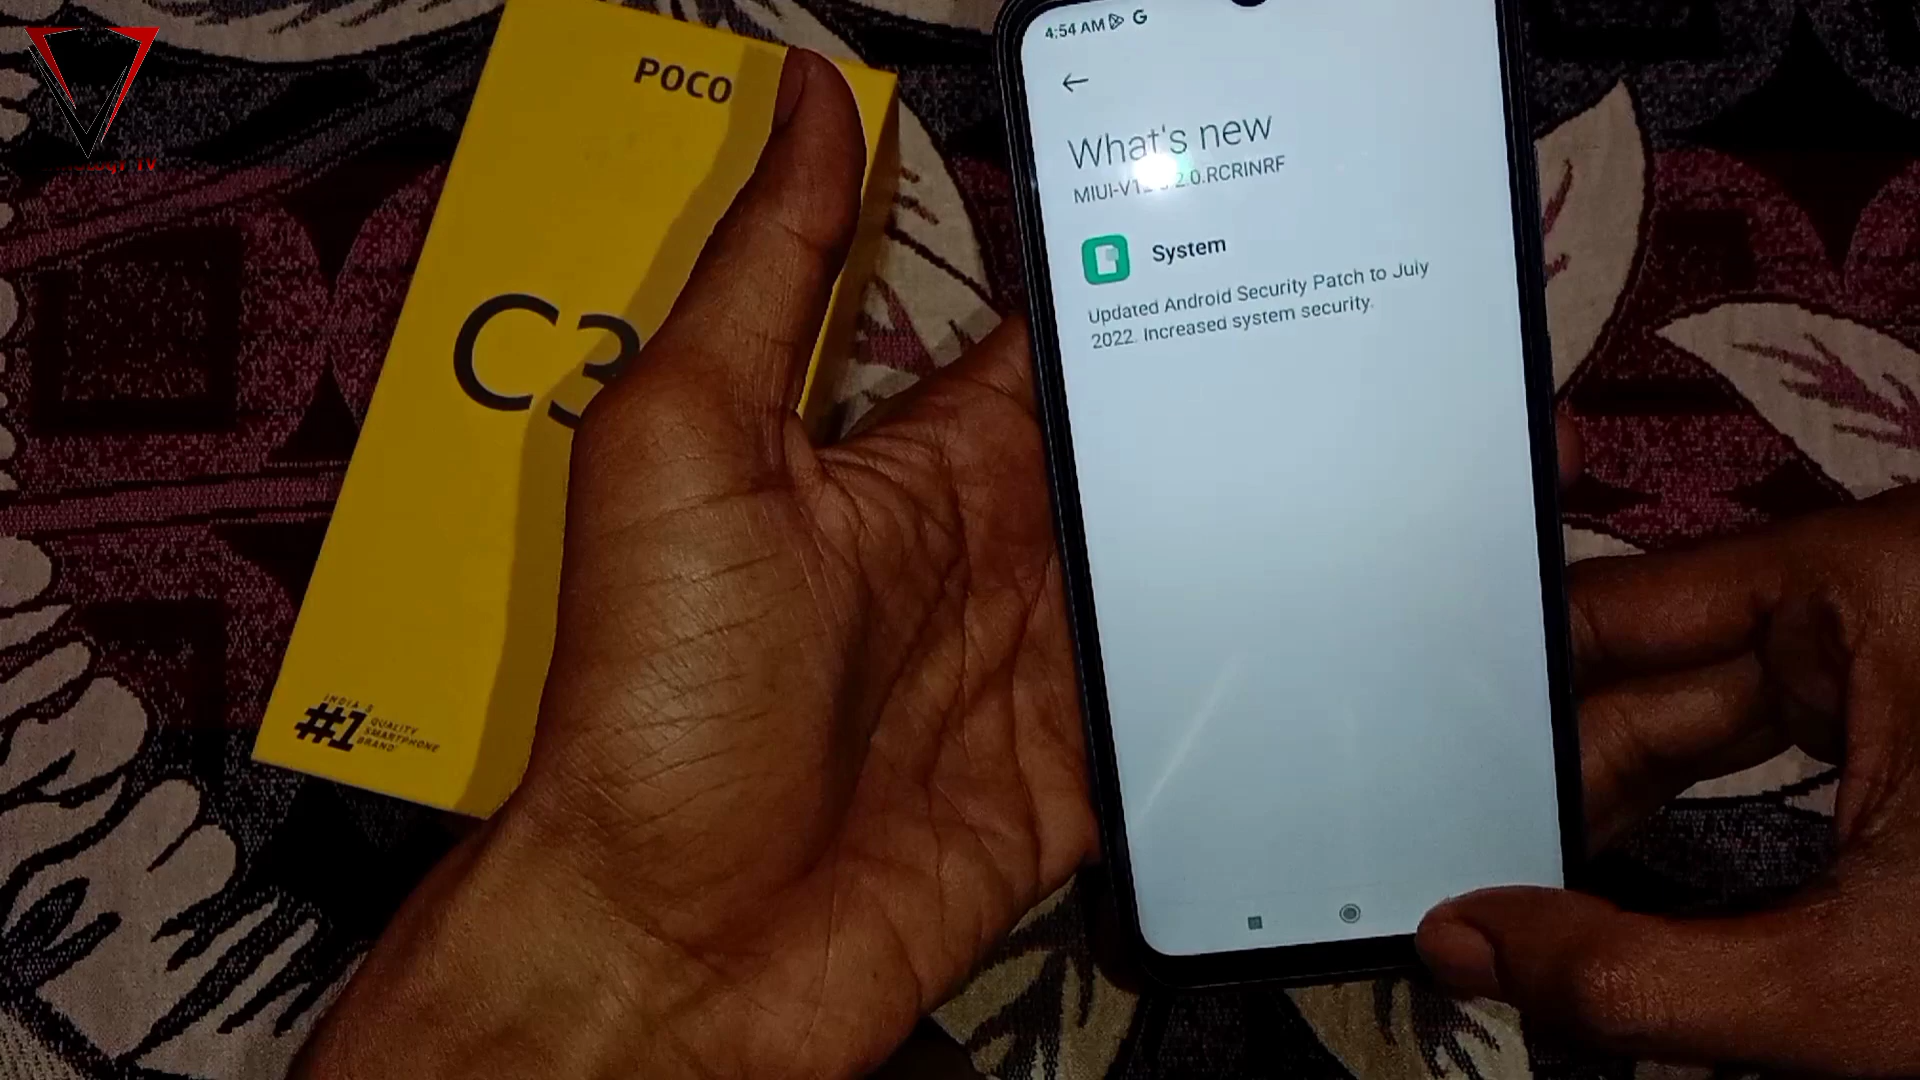 POCO
C3
INDIA'S
#1 QUALITY
SMARTPHONE
BRAND
TV
4:54 AM G
What's new
System
Updated Android Security Patch to July
2022. Increased system security.